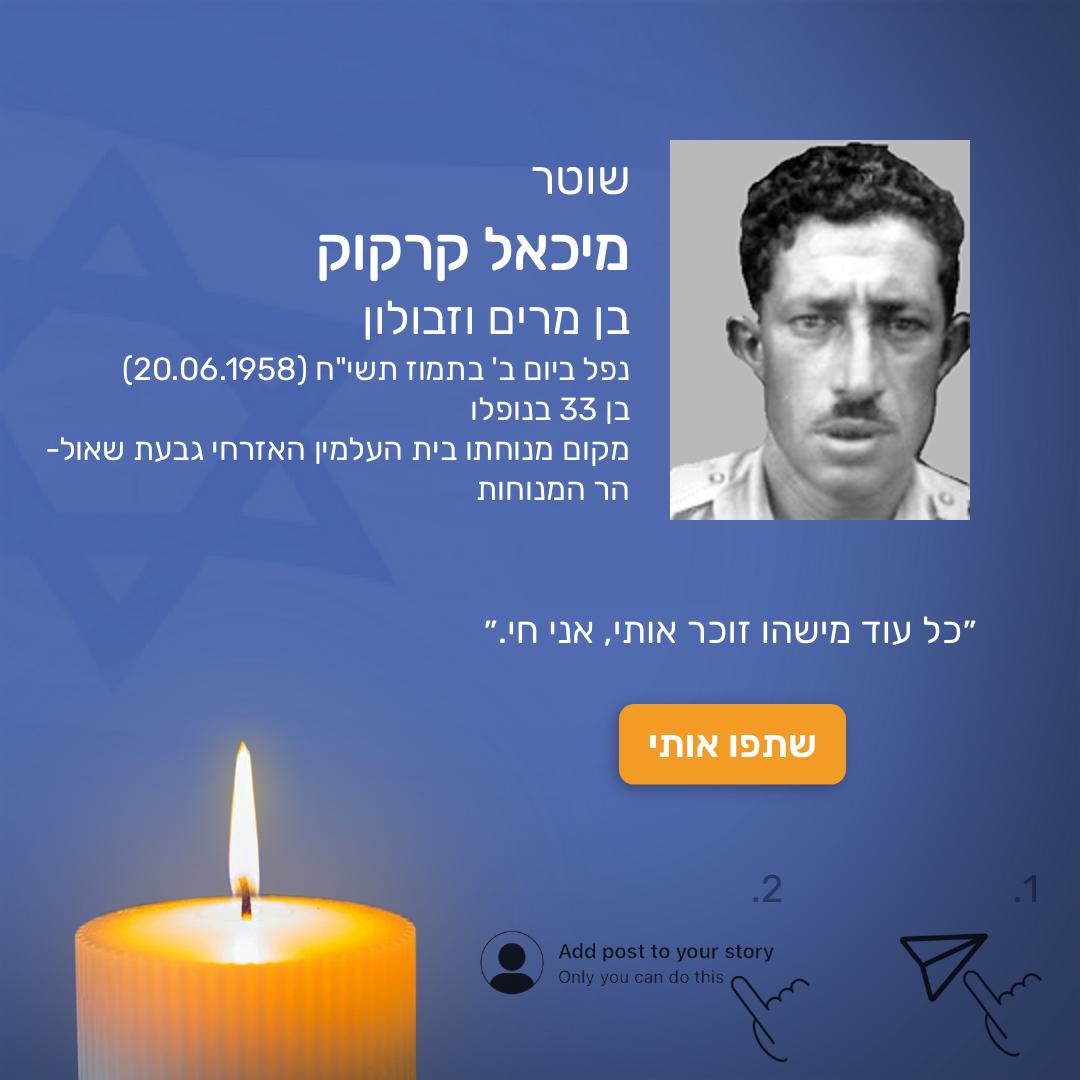 שוטר
מיכאל קרקוק
בן מרים וזבולון
נפל ביום ב' בתמוז תשי"ח (20.06.1958)
בן 33 בנופלו
מקום מנוחתו בית העלמין האזרחי גבעת שאול-
הר המנוחות
״כל עוד מישהו זוכר אותי, אני חי.״
שתפו אותי
.1
.2
Add post to your story
Only you can do this